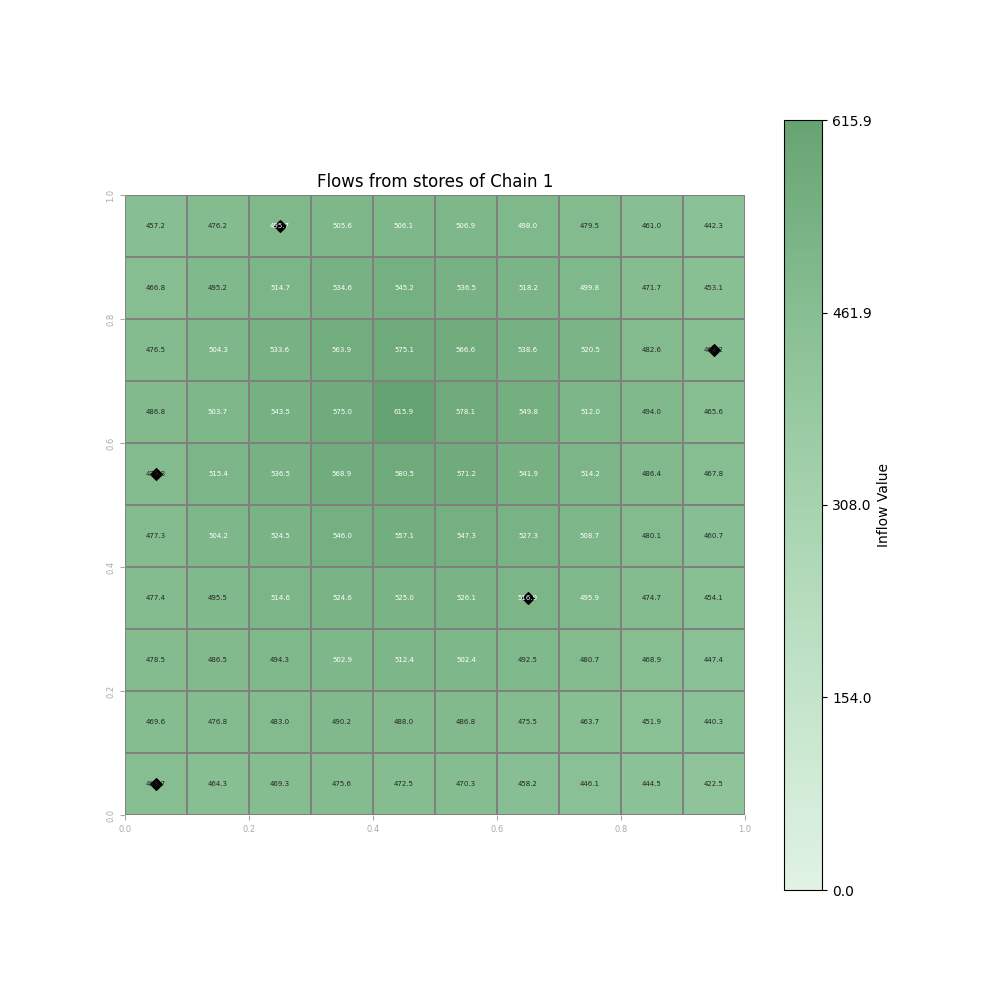 Flows from stores of Chain 1
615.9
461.9
308.0
154.0
0.0
Inflow Value
1.0
0.8
0.6
0.4
0.2
0.0
457.2 476.2 505.6 506.1 506.9 498.0 479.5 461.0 442.3
466.8 495.2 514.7 534.6 545.2 536.5 518.2 499.8 471.7 453.1
476.5 504.3 533.6 563.9 575.1 566.6 538.6 520.5 482.6
486.8 503.7 543.5 575.0 615.9 578.1 549.8 512.0 494.0 465.6
515.4 536.5 568.9 580.5 571.2 541.9 514.2 486.4 467.8
477.3 504.2 524.5 546.0 557.1 547.3 527.3 508.7 480.1 460.7
477.4 495.5 514.6 524.6 525.0 526.1 516.9 495.9 474.7 454.1
478.5 486.5 494.3 502.9 512.4 502.4 492.5 480.7 468.9 447.4
469.6 476.8 483.0 490.2 488.0 486.8 475.5 463.7 451.9 440.3
464.3 469.3 475.6 472.5 470.3 458.2 446.1 444.5 422.5
0.0 0.2 0.4 0.6 0.8 1.0